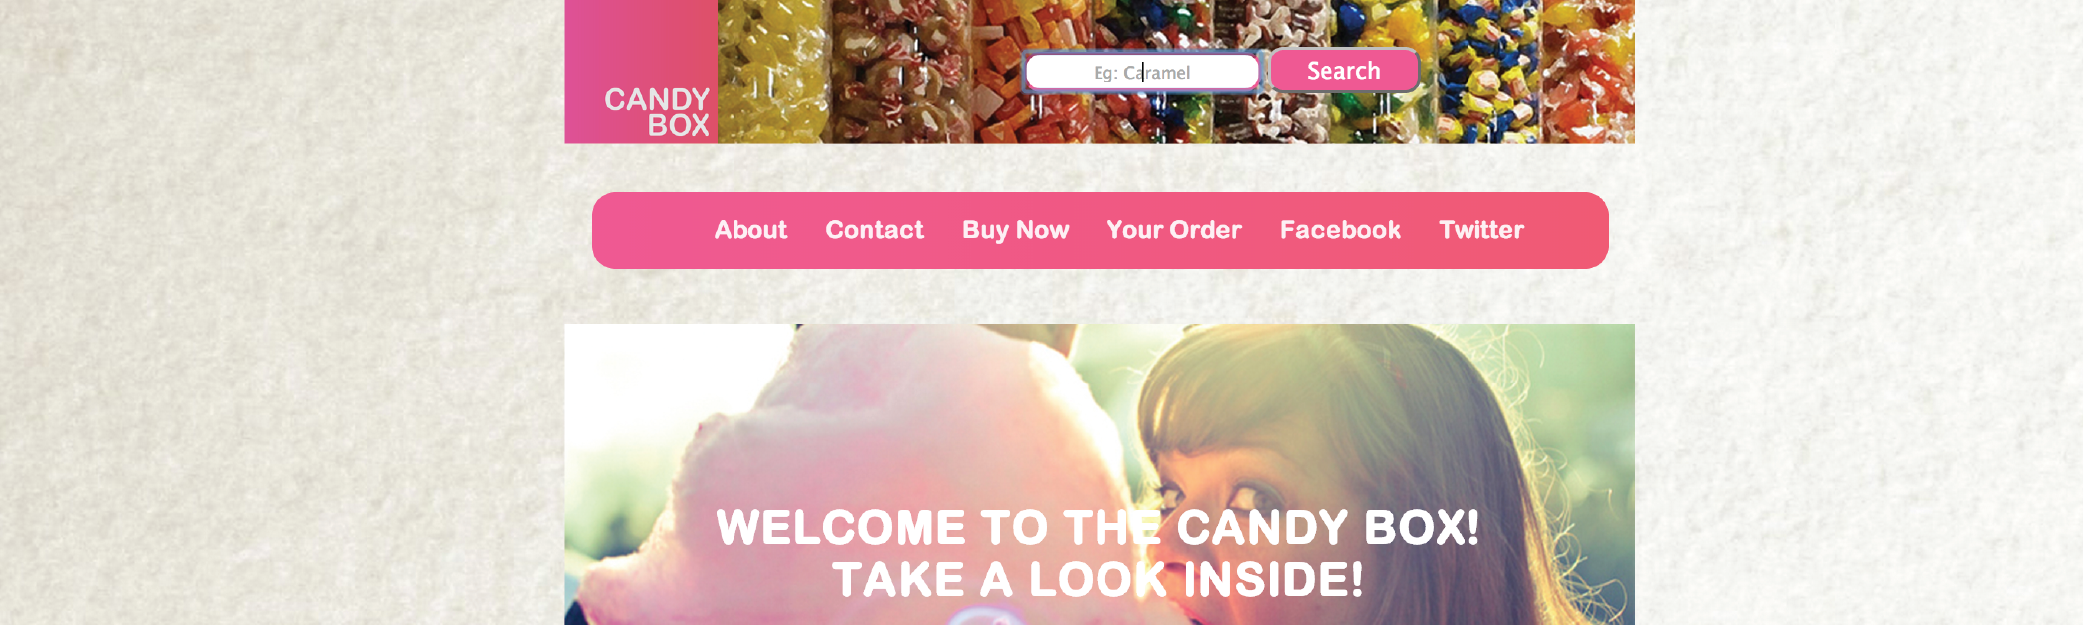 CANDY
BOX
Eg: Caramel
Search
About Contact Buy Now Your Order Facebook Twitter
WELCOME TO THE CANDY BOX!
TAKE A LOOK INSIDE!